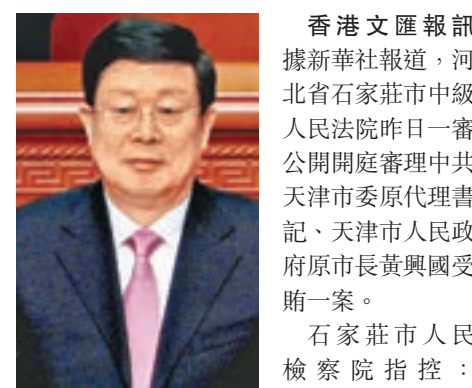 香港文匯報訊
據新華社報道，河
北省石家莊市中級
人民法院昨日一審
公開開庭審理中共
天津市委原代理書
記、天津市人民政
府原市長黃興國受
賄一案。
石家莊市人民
檢察院指控：